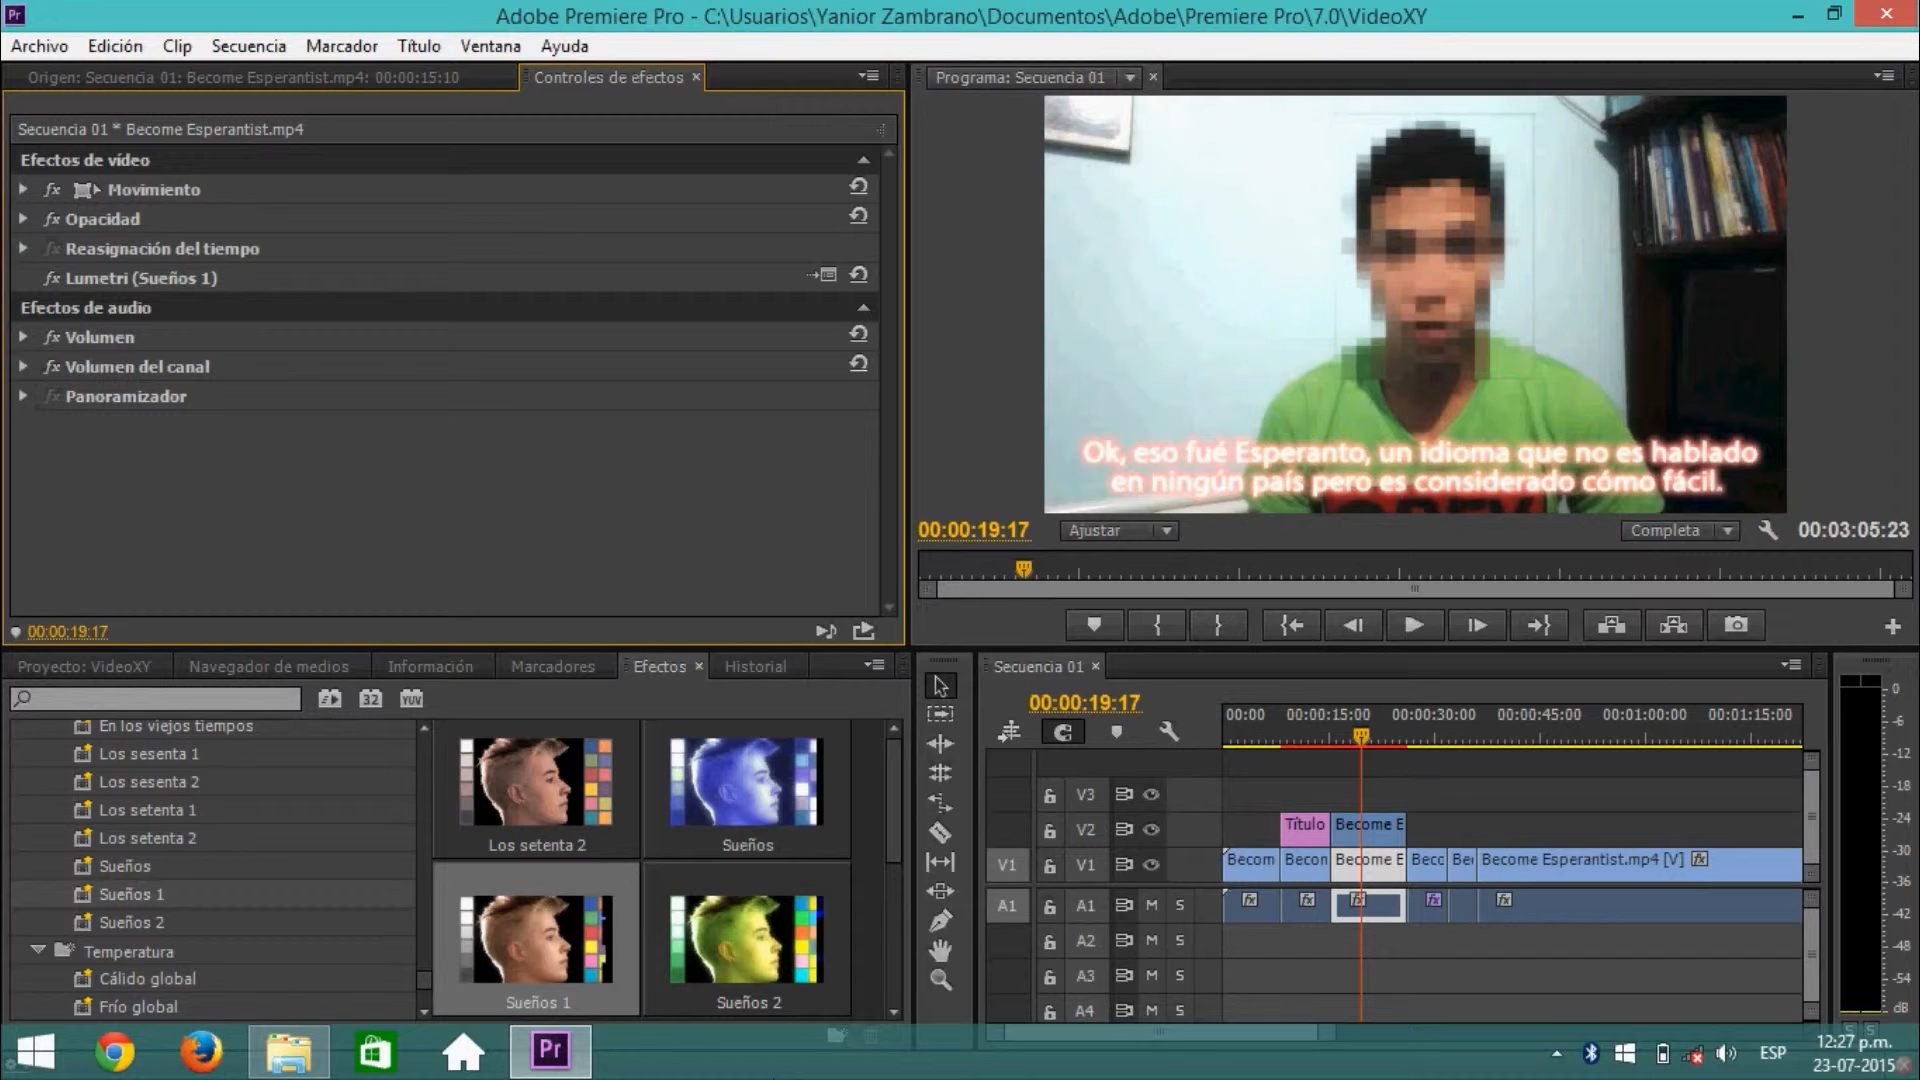 Pr
Adobe Premiere Pro - C:\Usuarios\Yanior Zambrano\Documentos\Adobe\Premiere Pro\7.0\VideoXY
Archivo Edición Clip Secuencia Marcador Título Ventana Ayuda
Origen: Secuencia 01: Become Esperantist.mp4: 00:00:15:10
Controles de efectos
Secuencia 01 * Become Esperantist.mp4
Efectos de vídeo
fx Movimiento
fx Opacidad
fx Reasignación del tiempo
fx Lumetri (Sueños 1)
Efectos de audio
fx Volumen
fx Volumen del canal
fx Panoramizador
00:00:19:17
Programa: Secuencia 01
Ok, eso fué Esperanto, un idioma que no es hablado
en ningún país pero es considerado cómo fácil.
00:00:19:17 Ajustar Completa 00:03:05:23
Proyecto: VideoXY Navegador de medios Información Marcadores Efectos Historial
32 YUV
En los viejos tiempos
Los sesenta 1
Los sesenta 2
Los setenta 1
Los setenta 2
Sueños
Sueños 1
Sueños 2
Temperatura
Cálido global
Frío global
Los setenta 2
Sueños
Sueños 1
Sueños 2
Secuencia 01
00:00:19:17
00:00 00:00:15:00 00:00:30:00 00:00:45:00 00:01:00:00 00:01:15:00
V3
V2 Título Become E
V1 V1 Becom Becon Become E Becc Be Become Esperantist.mp4 [V] fx
A1 A1 M S fx fx fx fx fx
A2 M S
A3 M S
A4 M S
0
-6
-12
-18
-24
-30
-36
-42
-48
-54
dB
S S
Pr
ESP
12:27 p.m.
23-07-2015